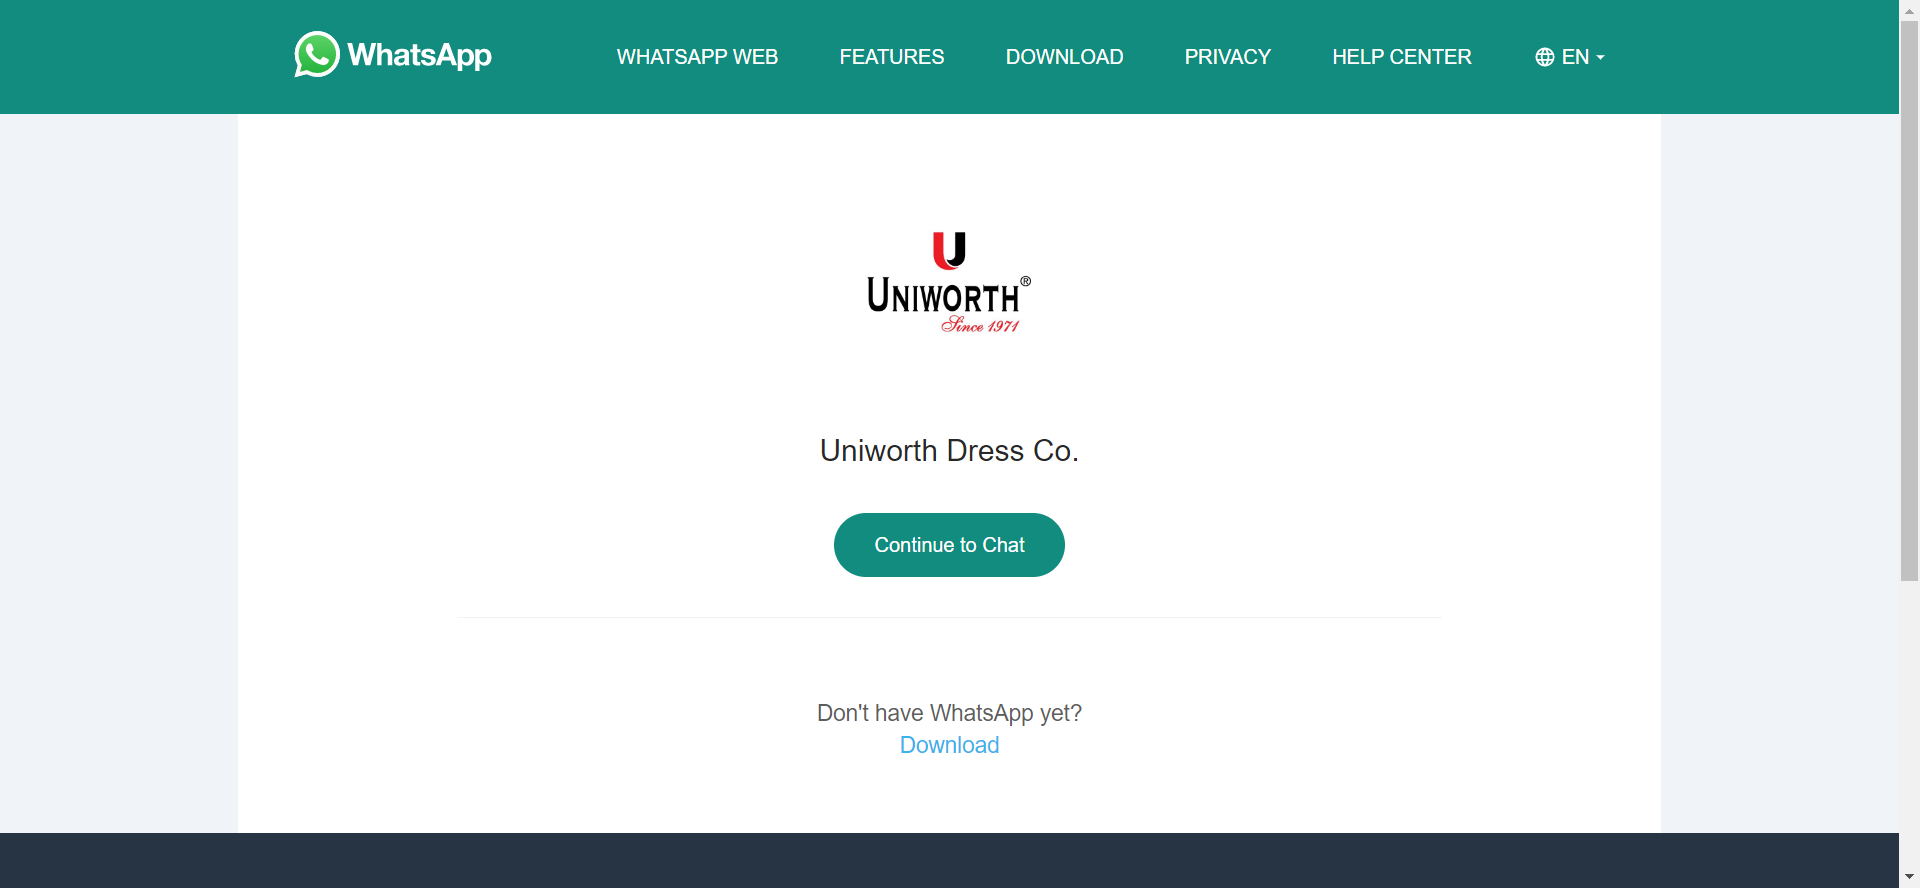 WhatsApp
WHATSAPP WEB
FEATURES
DOWNLOAD
PRIVACY
HELP CENTER
EN
U
UNIWORTH®
Since 1971
Uniworth Dress Co.
Continue to Chat
Don't have WhatsApp yet?
Download